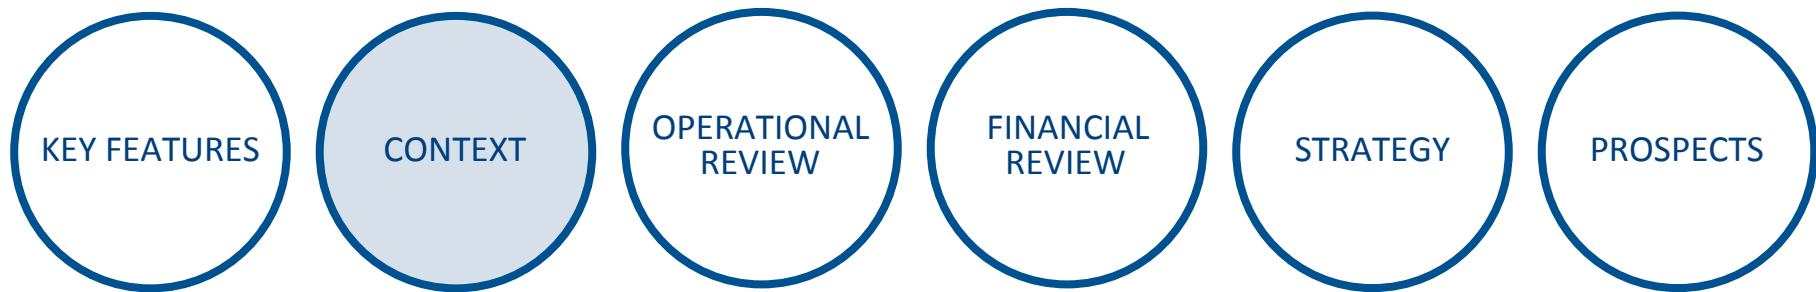 KEY FEATURES
CONTEXT
OPERATIONAL
REVIEW
FINANCIAL
REVIEW
STRATEGY
PROSPECTS